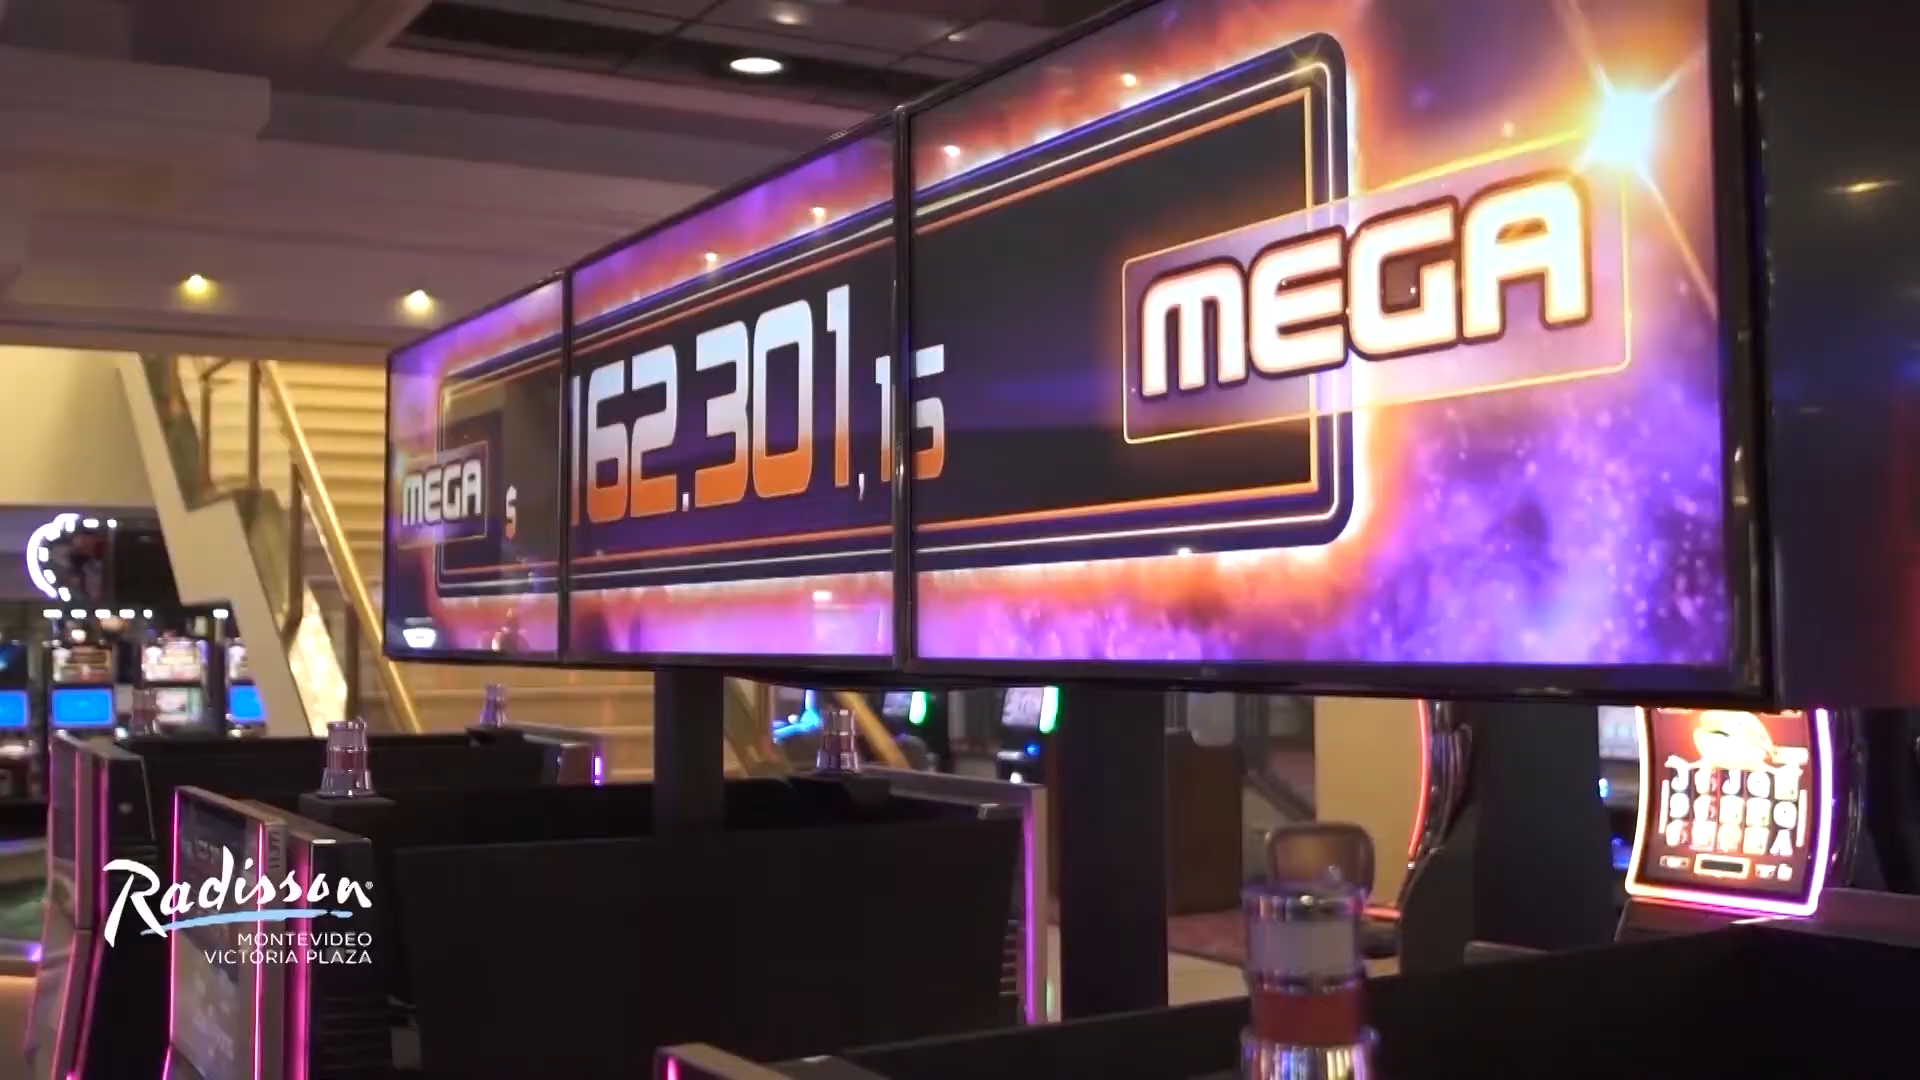 MEGA
$ 162.301,15
MEGA
Radisson
MONTEVIDEO
VICTORIA PLAZA